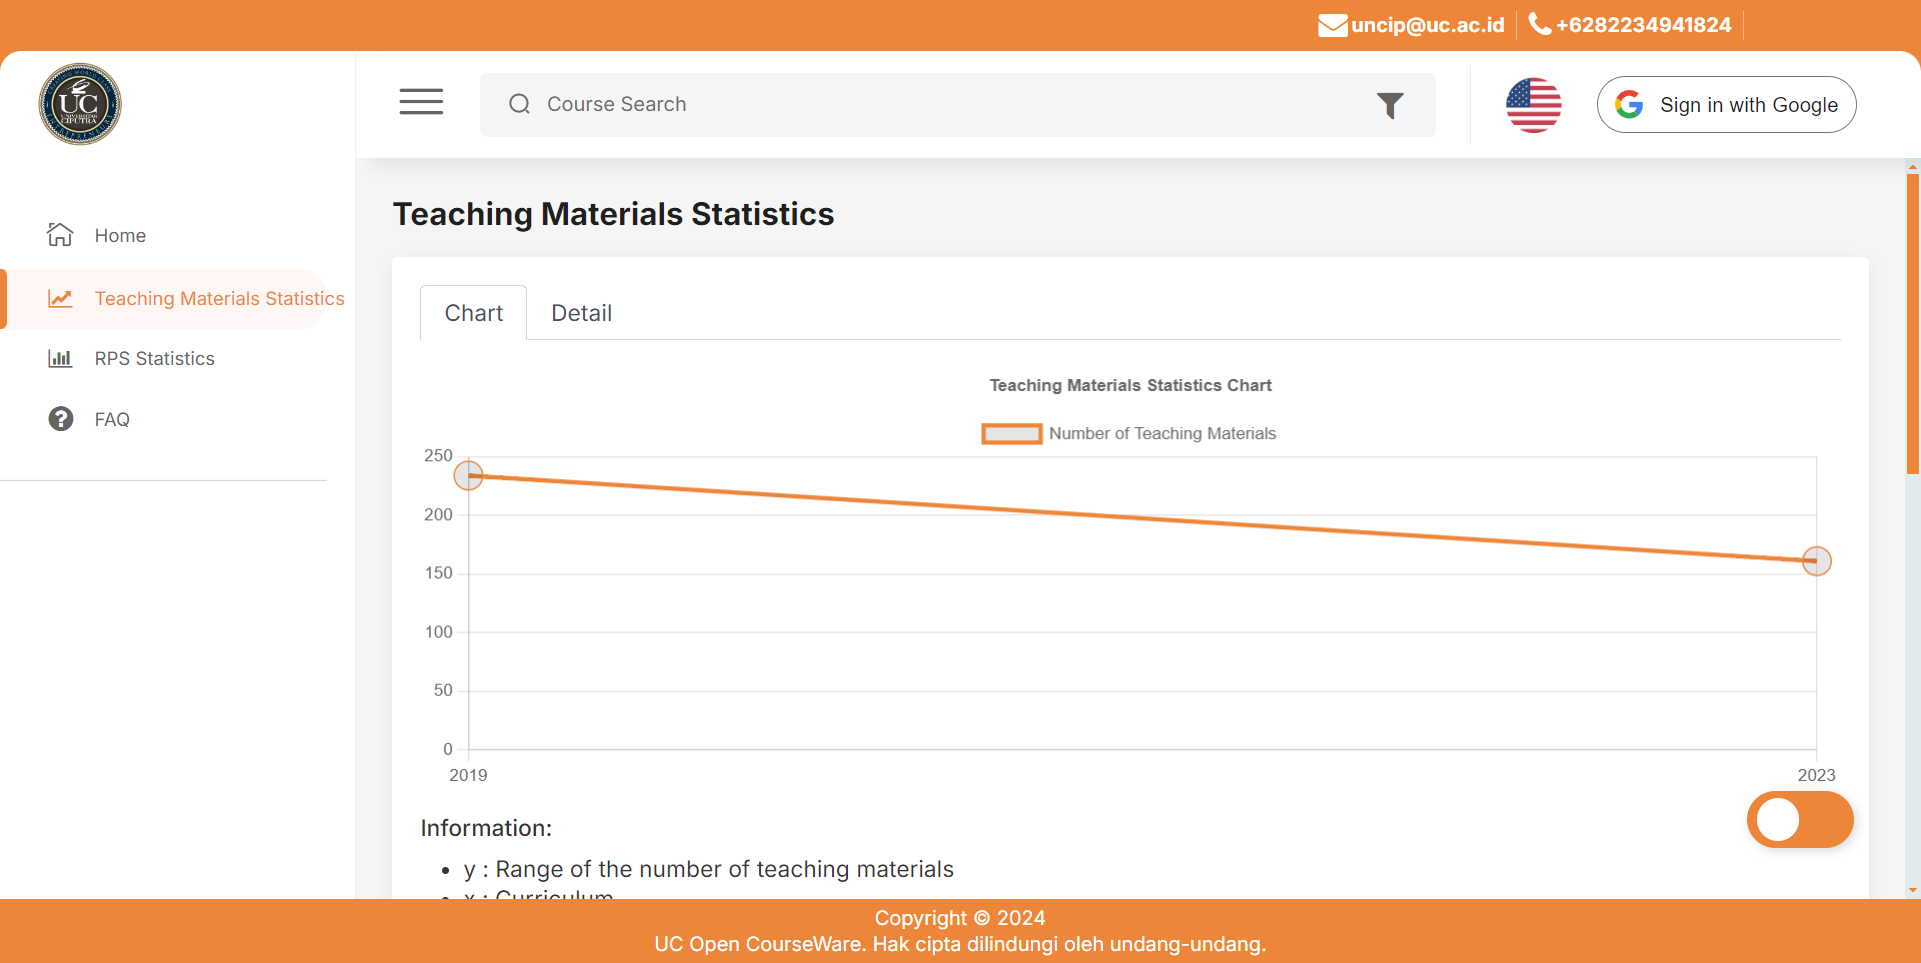 uncip@uc.ac.id
+6282234941824
UC
UNIVERSITAS
CIPUTRA
Course Search
Sign in with Google
Home
Teaching Materials Statistics
RPS Statistics
FAQ
Teaching Materials Statistics
Chart
Detail
Teaching Materials Statistics Chart
Number of Teaching Materials
250
200
150
100
50
0
2019
2023
Information:
y : Range of the number of teaching materials
x : Curriculum
Copyright © 2024
UC Open CourseWare. Hak cipta dilindungi oleh undang-undang.